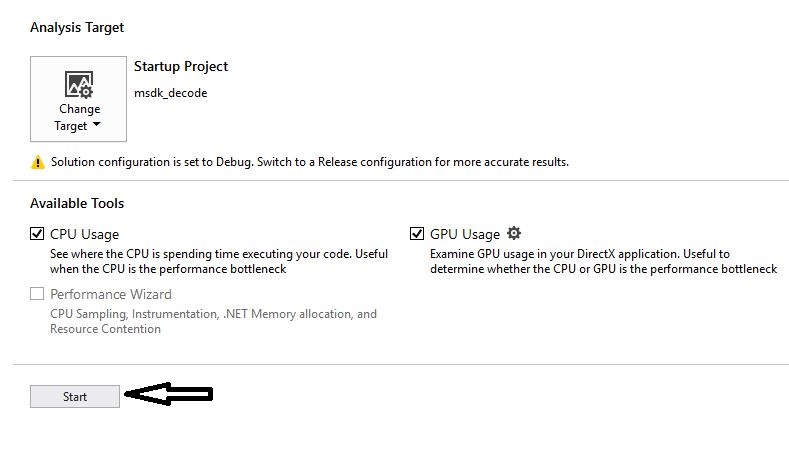 Analysis Target
Startup Project
Change
Target
msdk_decode
Solution configuration is set to Debug. Switch to a Release configuration for more accurate results.
Available Tools
CPU Usage
See where the CPU is spending time executing your code. Useful
when the CPU is the performance bottleneck
GPU Usage
Examine GPU usage in your DirectX application. Useful to
determine whether the CPU or GPU is the performance bottleneck
Performance Wizard
CPU Sampling, Instrumentation, .NET Memory allocation, and
Resource Contention
Start